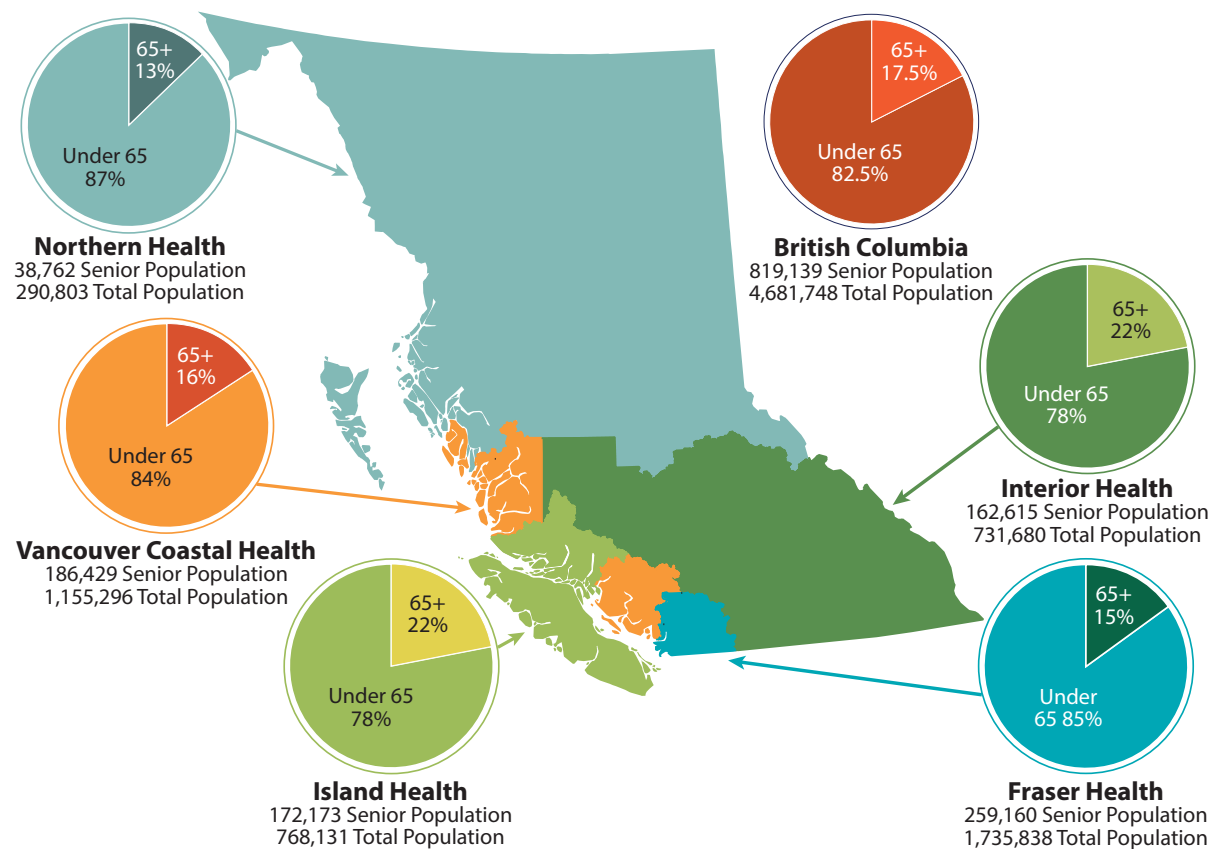 65+
13%
Under 65
87%
Northern Health
38,762 Senior Population
290,803 Total Population
65+
17.5%
Under 65
82.5%
British Columbia
819,139 Senior Population
4,681,748 Total Population
65+
16%
Under 65
84%
Vancouver Coastal Health
186,429 Senior Population
1,155,296 Total Population
65+
22%
Under 65
78%
Interior Health
162,615 Senior Population
731,680 Total Population
65+
22%
Under 65
78%
Island Health
172,173 Senior Population
768,131 Total Population
65+
15%
Under
65 85%
Fraser Health
259,160 Senior Population
1,735,838 Total Population